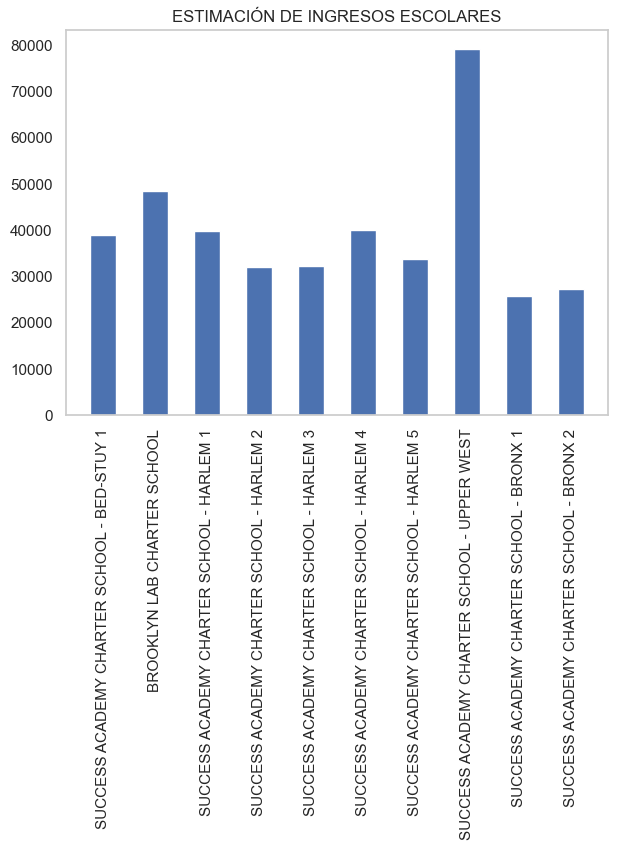 ESTIMACIÓN DE INGRESOS ESCOLARES
80000
70000
60000
50000
40000
30000
20000
10000
0
SUCCESS ACADEMY CHARTER SCHOOL - BED-STUY 1
BROOKLYN LAB CHARTER SCHOOL
SUCCESS ACADEMY CHARTER SCHOOL - HARLEM 1
SUCCESS ACADEMY CHARTER SCHOOL - HARLEM 2
SUCCESS ACADEMY CHARTER SCHOOL - HARLEM 3
SUCCESS ACADEMY CHARTER SCHOOL - HARLEM 4
SUCCESS ACADEMY CHARTER SCHOOL - HARLEM 5
SUCCESS ACADEMY CHARTER SCHOOL - UPPER WEST
SUCCESS ACADEMY CHARTER SCHOOL - BRONX 1
SUCCESS ACADEMY CHARTER SCHOOL - BRONX 2